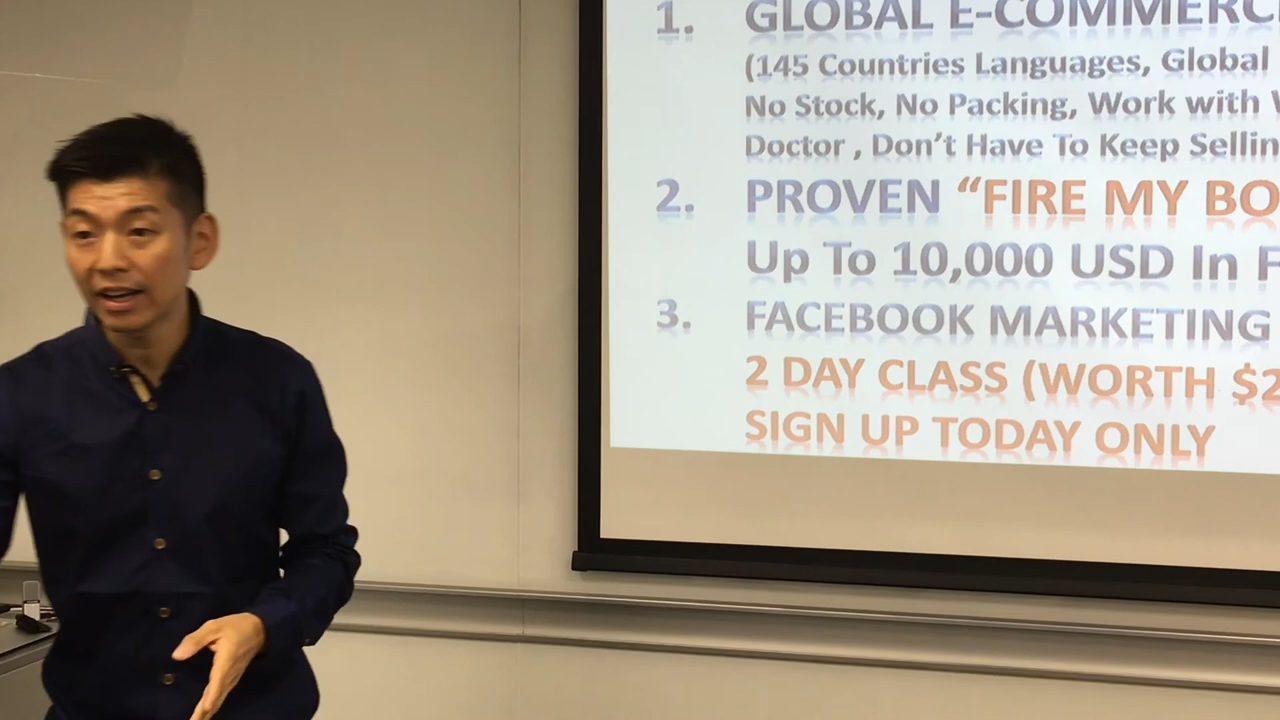 1. GLOBAL E-COMMERC
(145 Countries Languages, Global
No Stock, No Packing, Work with
Doctor , Don't Have To Keep Sellin
2. PROVEN “FIRE MY BO
Up To 10,000 USD In F
3. FACEBOOK MARKETING
2 DAY CLASS (WORTH $2
SIGN UP TODAY ONLY